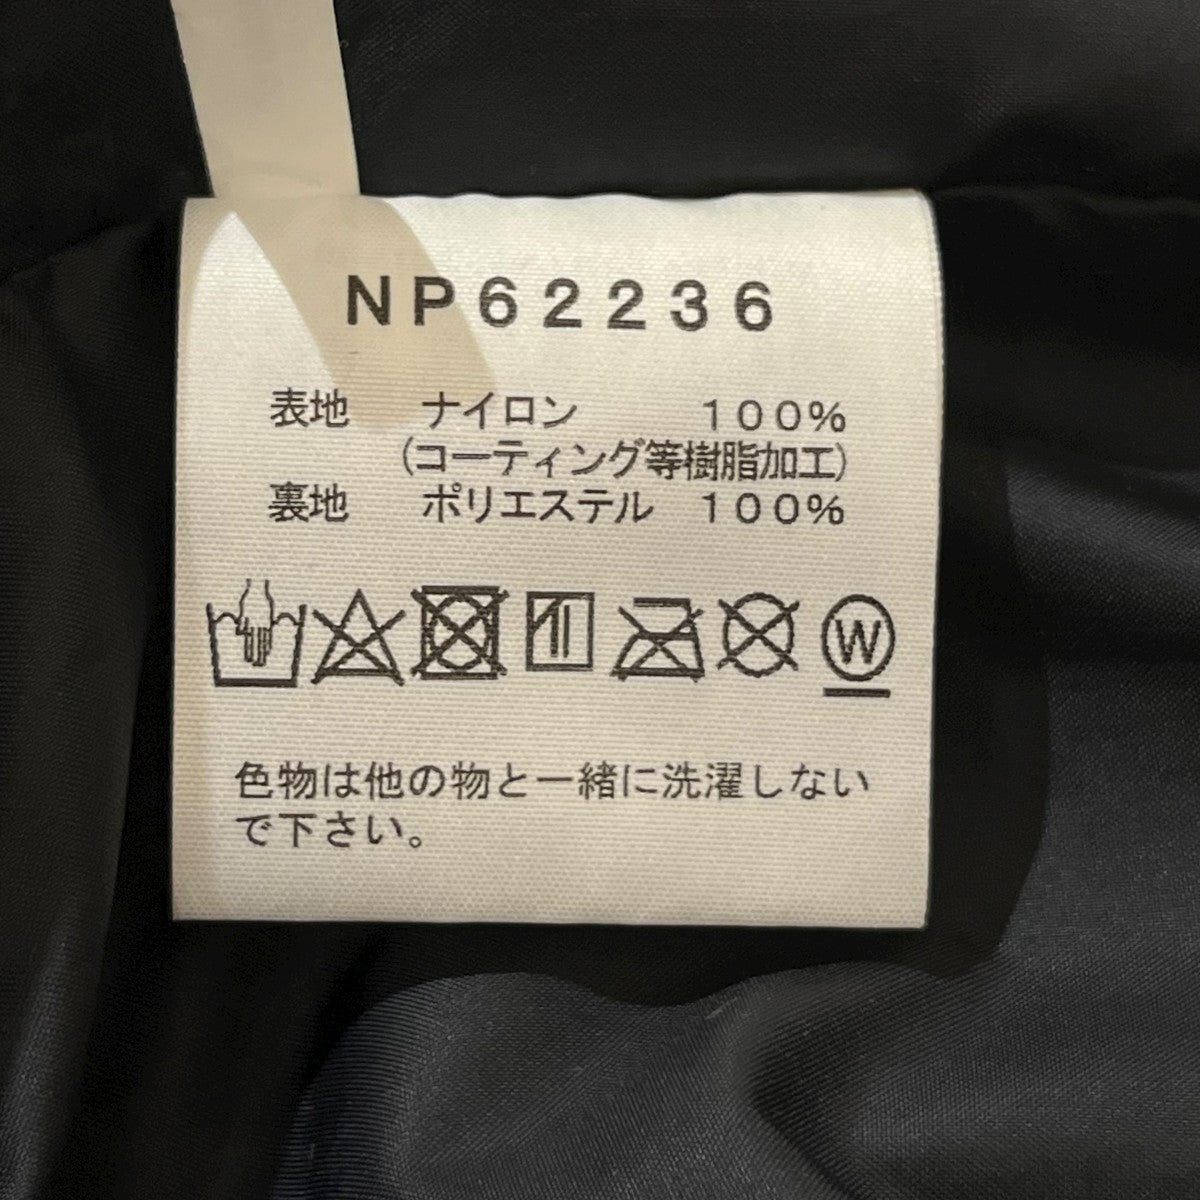 NP62236
表地 ナイロン 100%
(コーティング等樹脂加工)
裏地 ポリエステル 100%
W
色物は他の物と一緒に洗濯しない
で下さい。